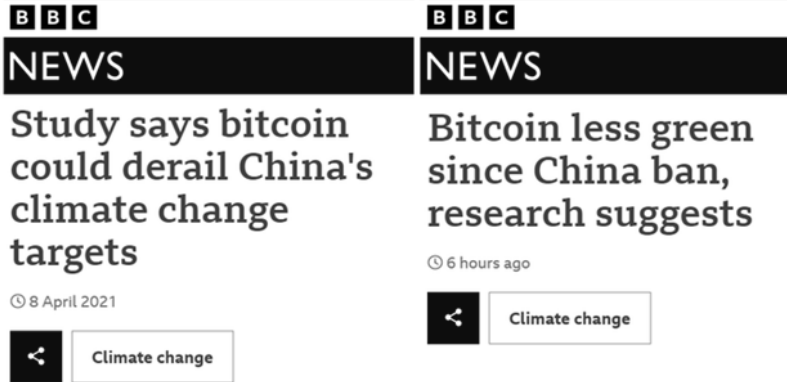 BBC
NEWS
Study says bitcoin
could derail China's
climate change
targets
8 April 2021
Climate change
BBC
NEWS
Bitcoin less green
since China ban,
research suggests
6 hours ago
Climate change